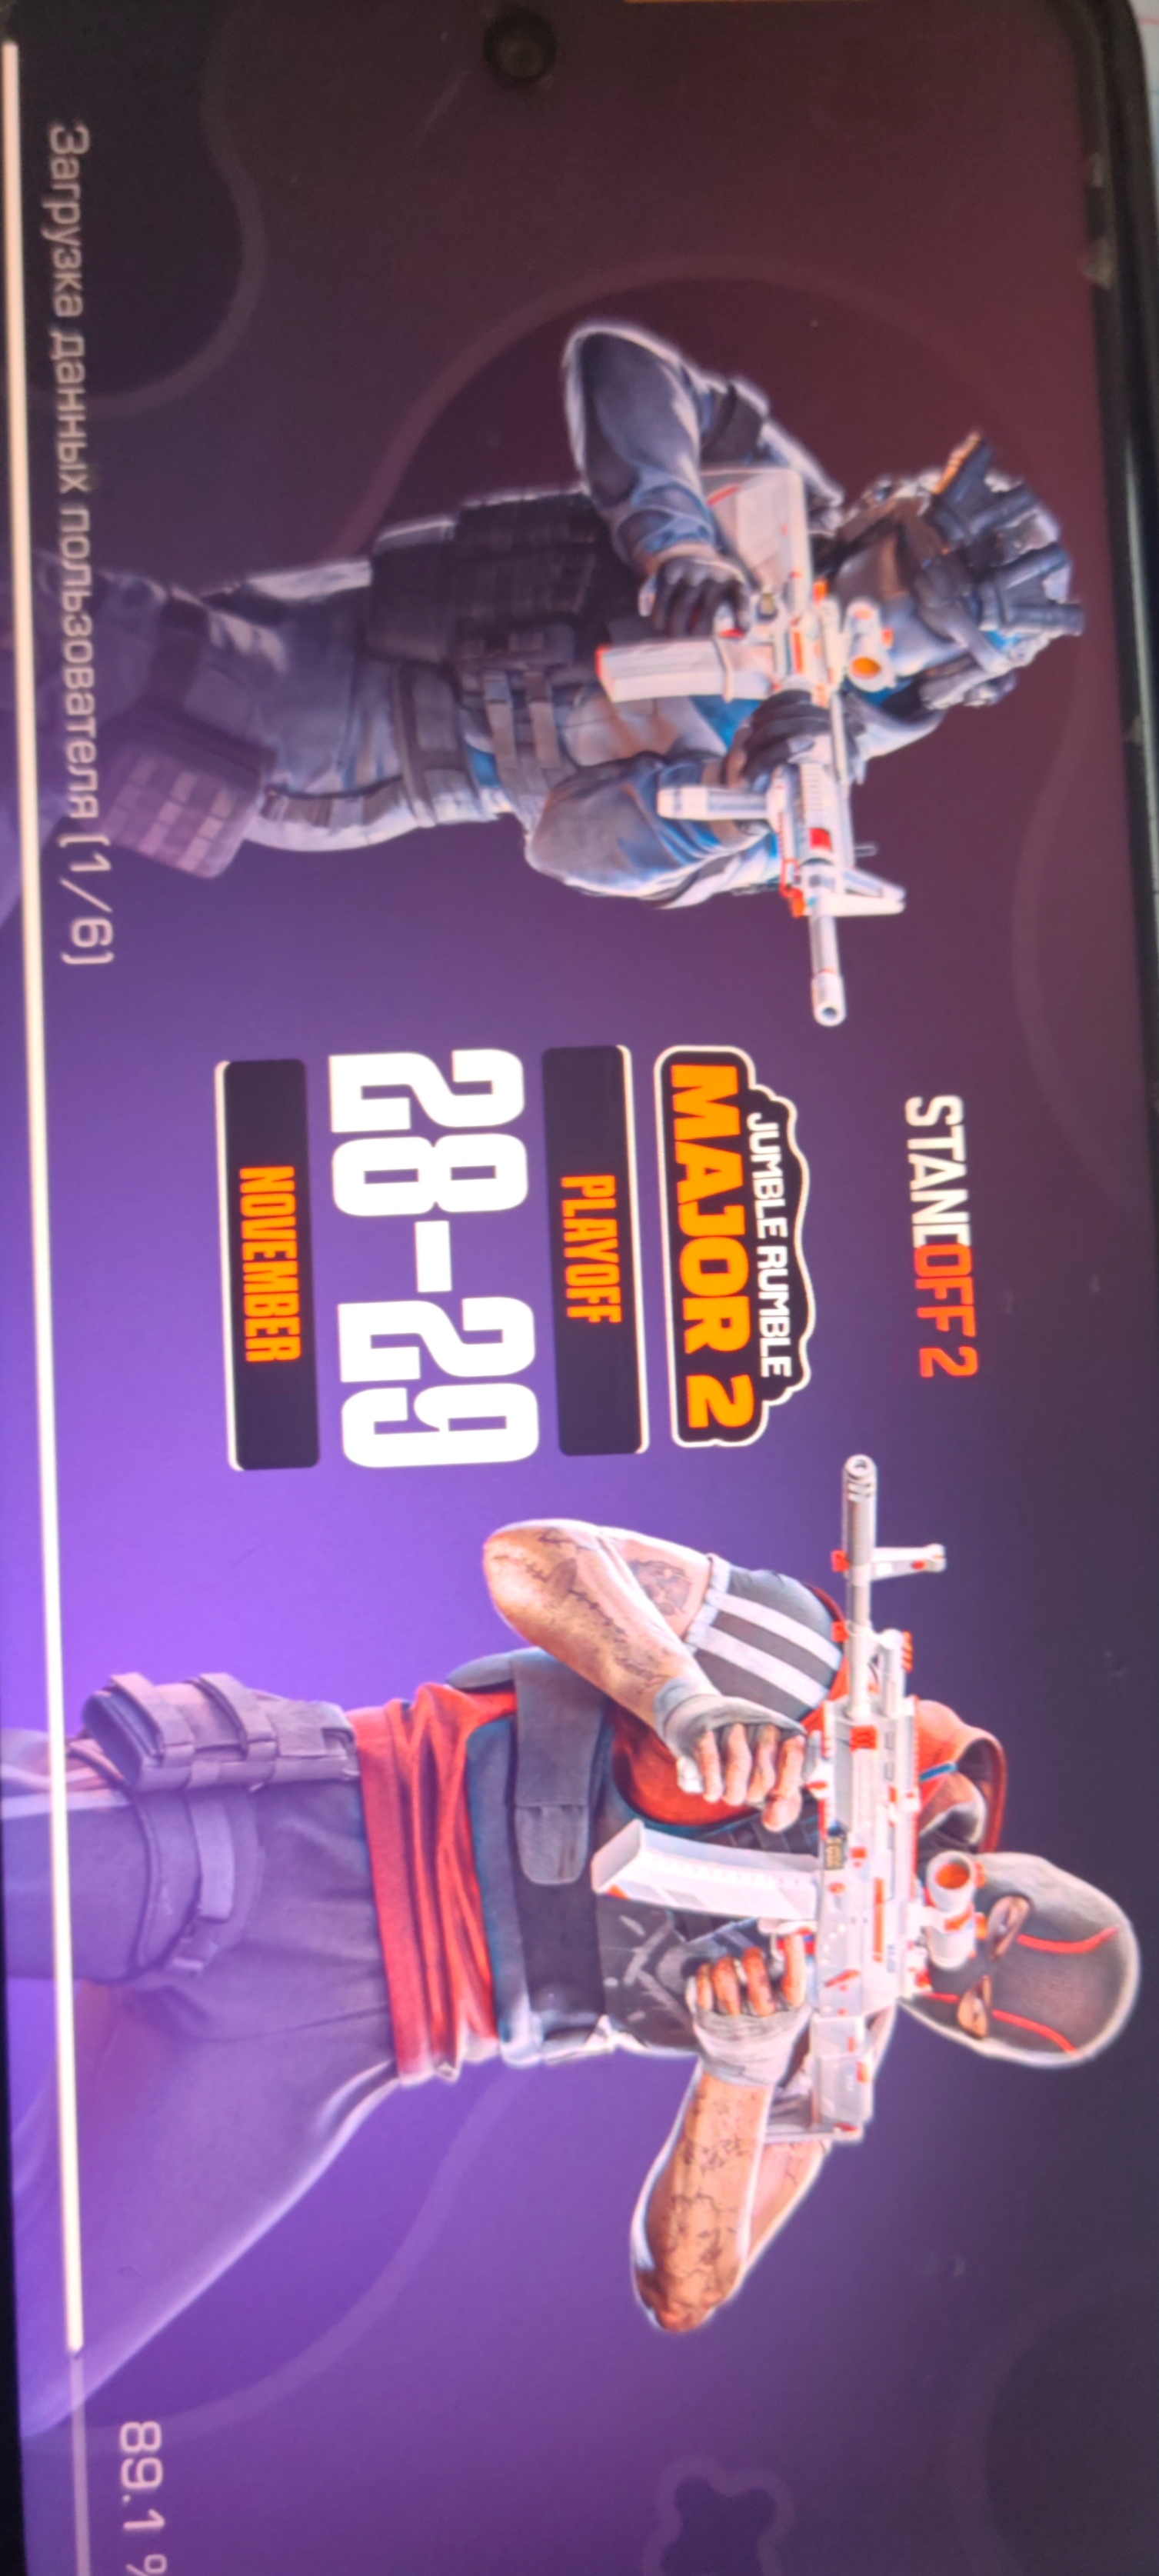 STANDOFF 2
JUMBLE RUMBLE
MAJOR 2
PLAYOFF
28-29
NOVEMBER
89.1 %
Загрузка данных пользователя (1/6)